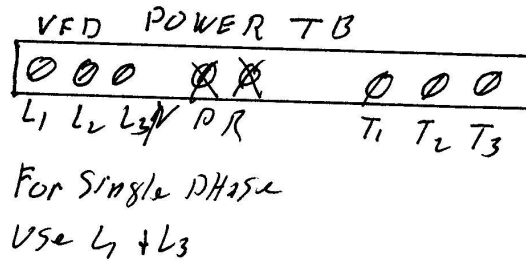 VFD POWER TB
L1 L2 L3/N P R T1 T2 T3
For Single PHase
Use L1 + L3